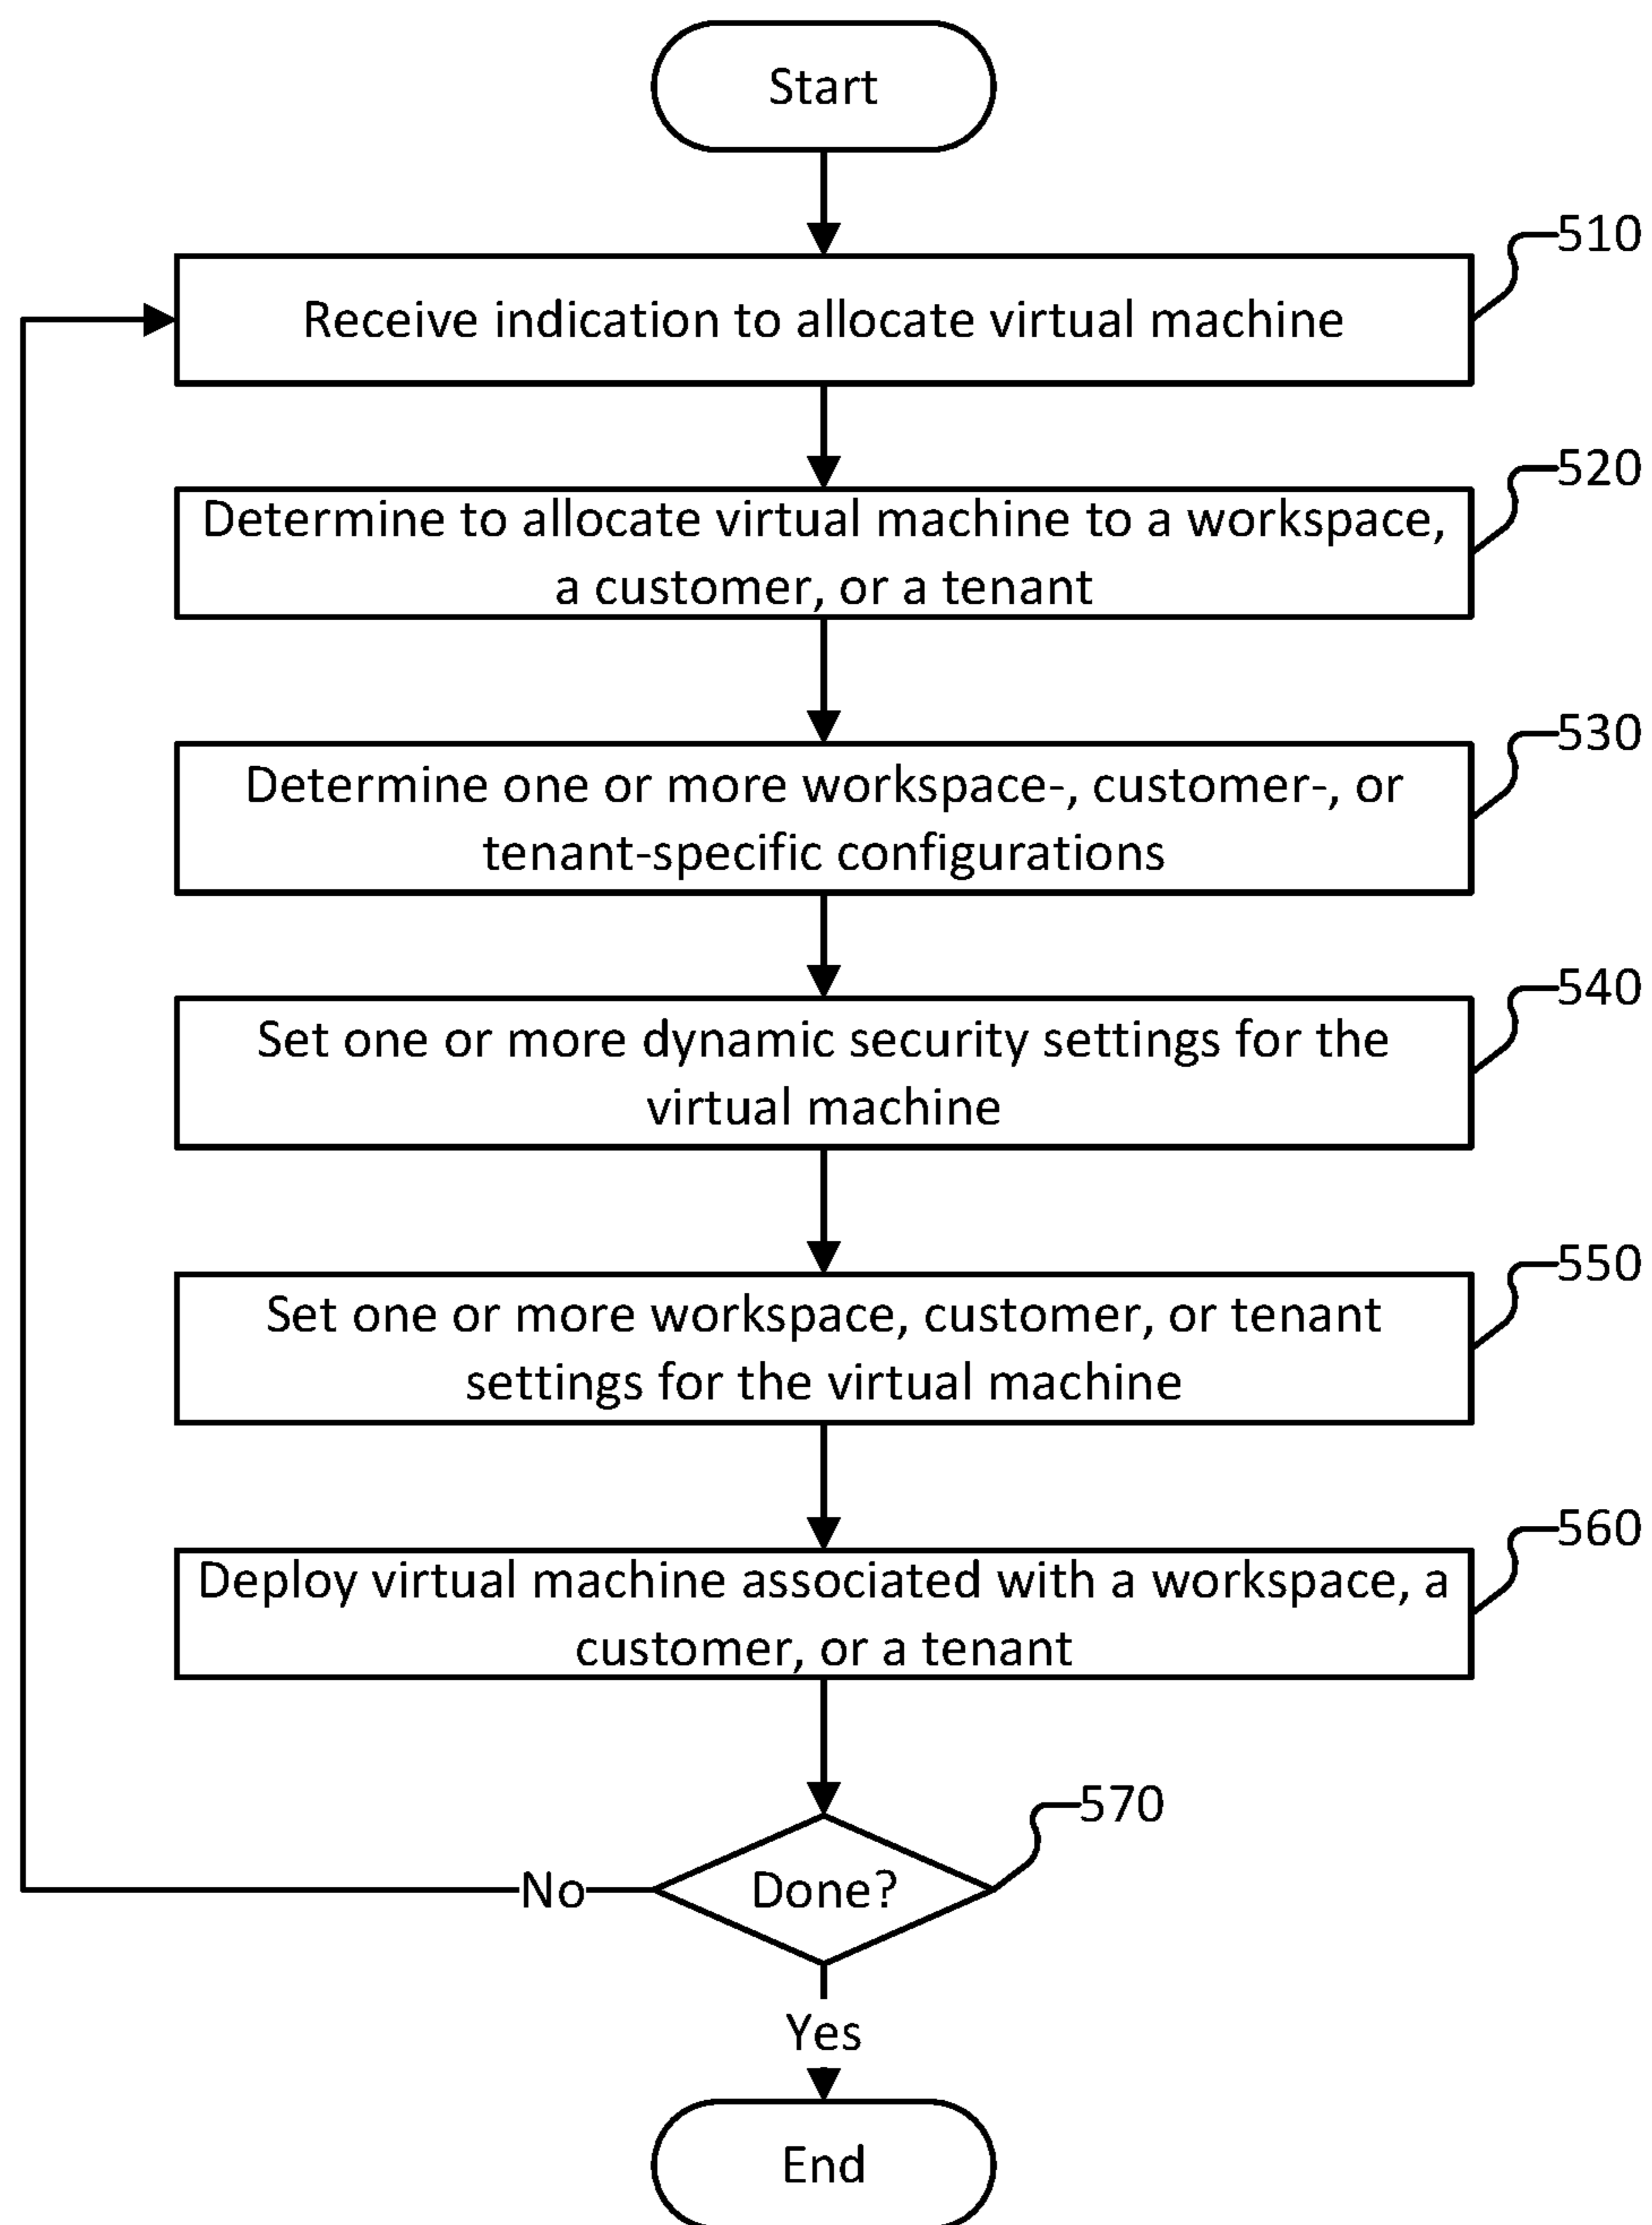 Start
510
Receive indication to allocate virtual machine
520
Determine to allocate virtual machine to a workspace,
a customer, or a tenant
530
Determine one or more workspace-, customer-, or
tenant-specific configurations
540
Set one or more dynamic security settings for the
virtual machine
550
Set one or more workspace, customer, or tenant
settings for the virtual machine
560
Deploy virtual machine associated with a workspace, a
customer, or a tenant
570
No
Done?
Yes
End